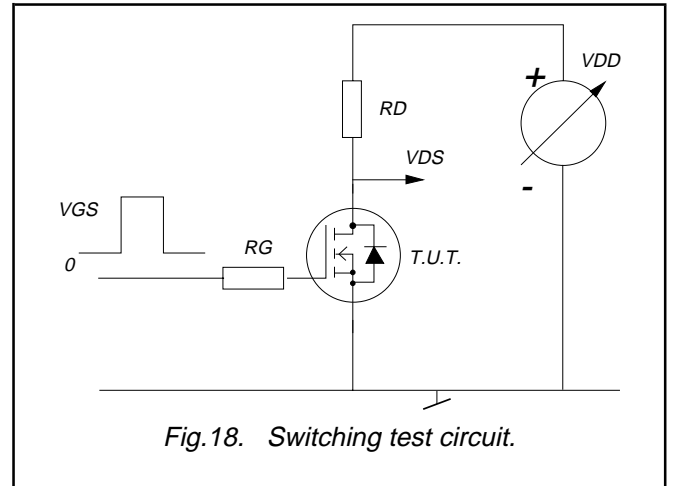 +
VDD
RD
VDS
-
VGS
0
RG
T.U.T.
Fig.18. Switching test circuit.